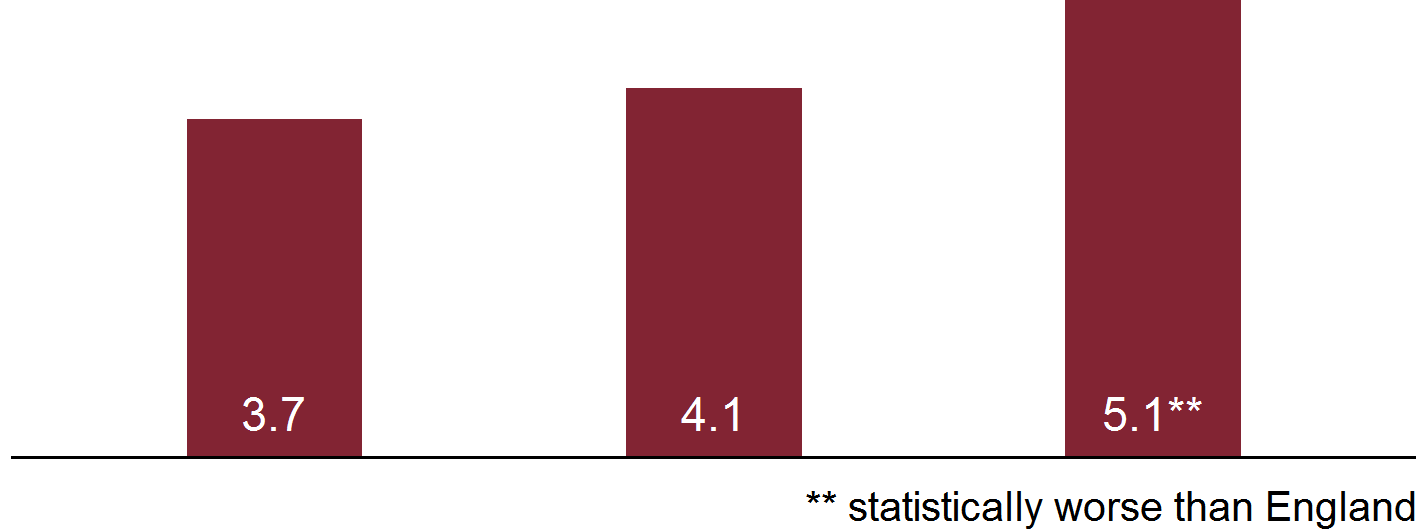 3.7 4.1 5.1**
** statistically worse than England